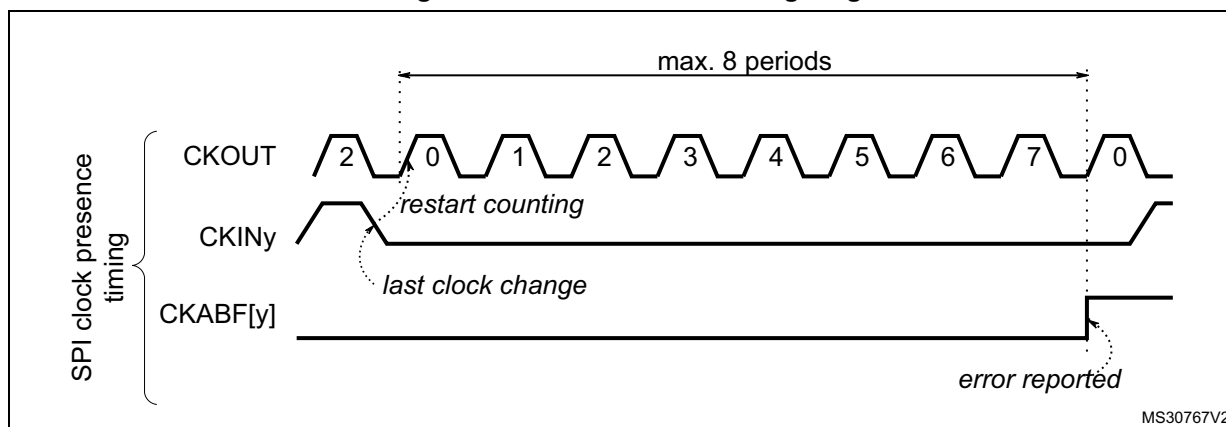 max. 8 periods
CKOUT
2 0 1 2 3 4 5 6 7 0
restart counting
CKINy
last clock change
CKABF[y]
error reported
SPI clock presence
timing
MS30767V2